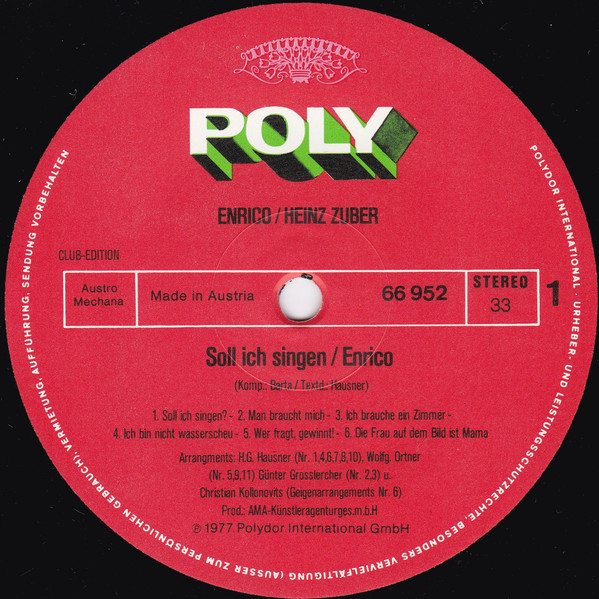 POLY
ENRICO / HEINZ ZUBER
CLUB-EDITION
Austro
Mechana
Made in Austria
66 952
STEREO
33
1
Soll ich singen / Enrico
(Komp.: Barta / Textd.: Hausner)
1. Soll ich singen? - 2. Man braucht mich - 3. Ich brauche ein Zimmer -
4. Ich bin nicht wasserscheu - 5. Wer fragt, gewinnt! - 6. Die Frau auf dem Bild ist Mama
Arrangments: H.G. Hausner (Nr. 1,4,6,7,8,10), Wolfg. Ortner
(Nr. 5,9,11) Günter Grosslercher (Nr. 2,3) u.
Christian Kollonovits (Geigenarrangements Nr. 6)
Prod.: AMA-Künstleragenturges.m.b.H
℗ 1977 Polydor International GmbH
POLYDOR INTERNATIONAL · URHEBER- UND LEISTUNGSSCHUTZRECHTE, BESONDERS VERVIELFÄLTIGUNG (AUSSER ZUM PERSÖNLICHEN GEBRAUCH), VERMIETUNG, AUFFÜHRUNG, SENDUNG VORBEHALTEN